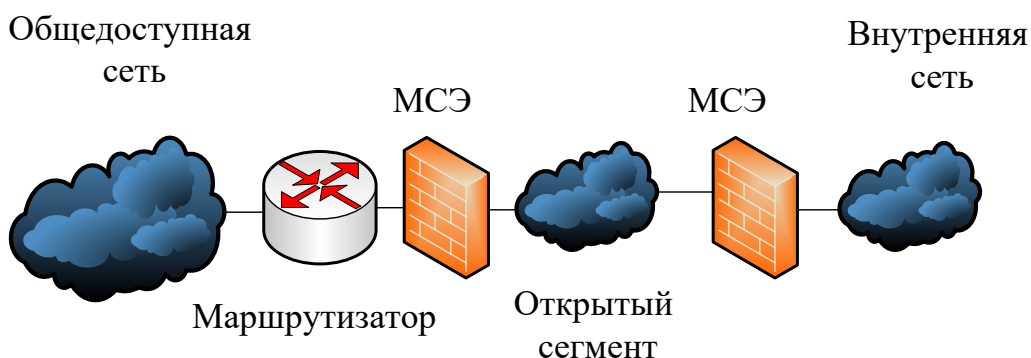 Общедоступная
сеть
МСЭ
МСЭ
Внутренняя
сеть
Маршрутизатор
Открытый
сегмент